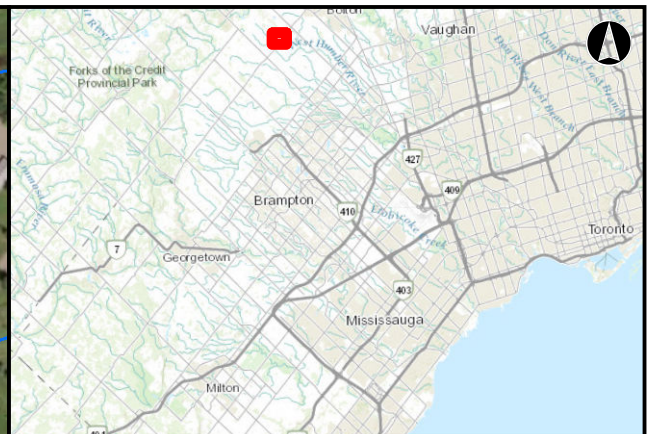 Bolton
Vaughan
West Humber River
Don River West Branch
Don River East Branch
Forks of the Credit
Provincial Park
427
409
Brampton
410
Etobicoke Creek
Toronto
7
Georgetown
403
Mississauga
Milton